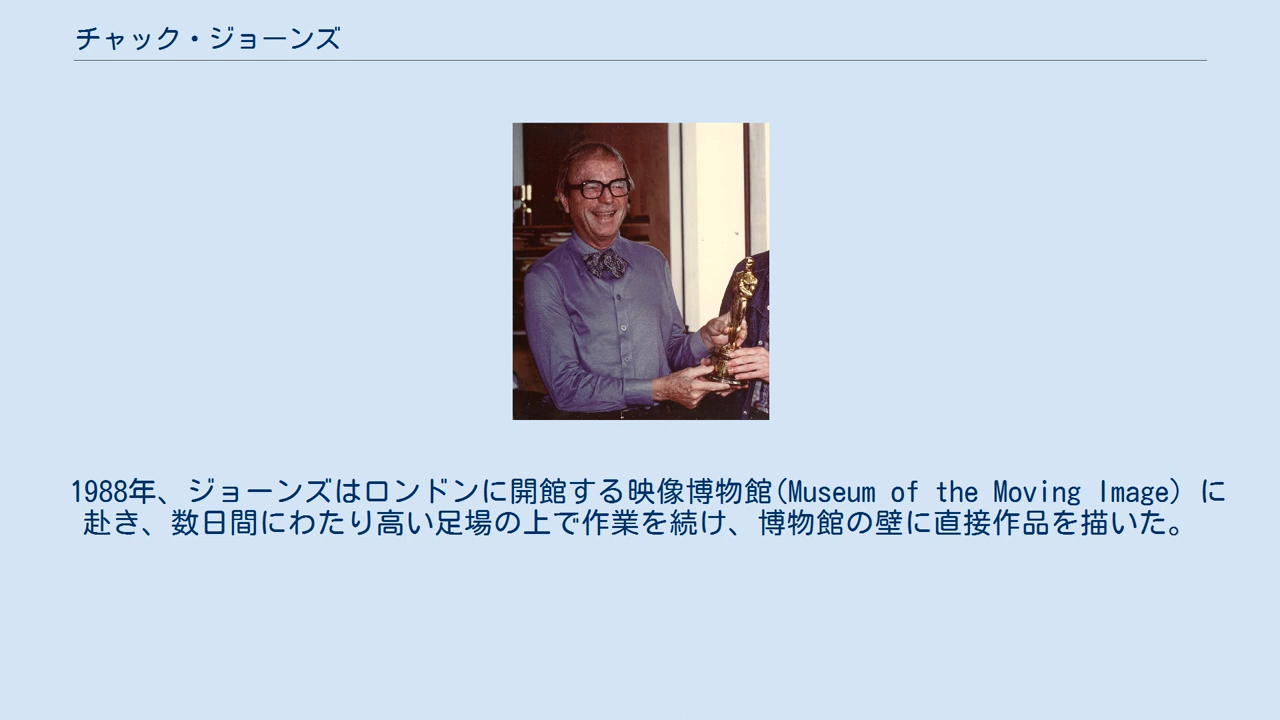 チャック・ジョーンズ
1988年、ジョーンズはロンドンに開館する映像博物館(Museum of the Moving Image) に
赴き、数日間にわたり高い足場の上で作業を続け、博物館の壁に直接作品を描いた。